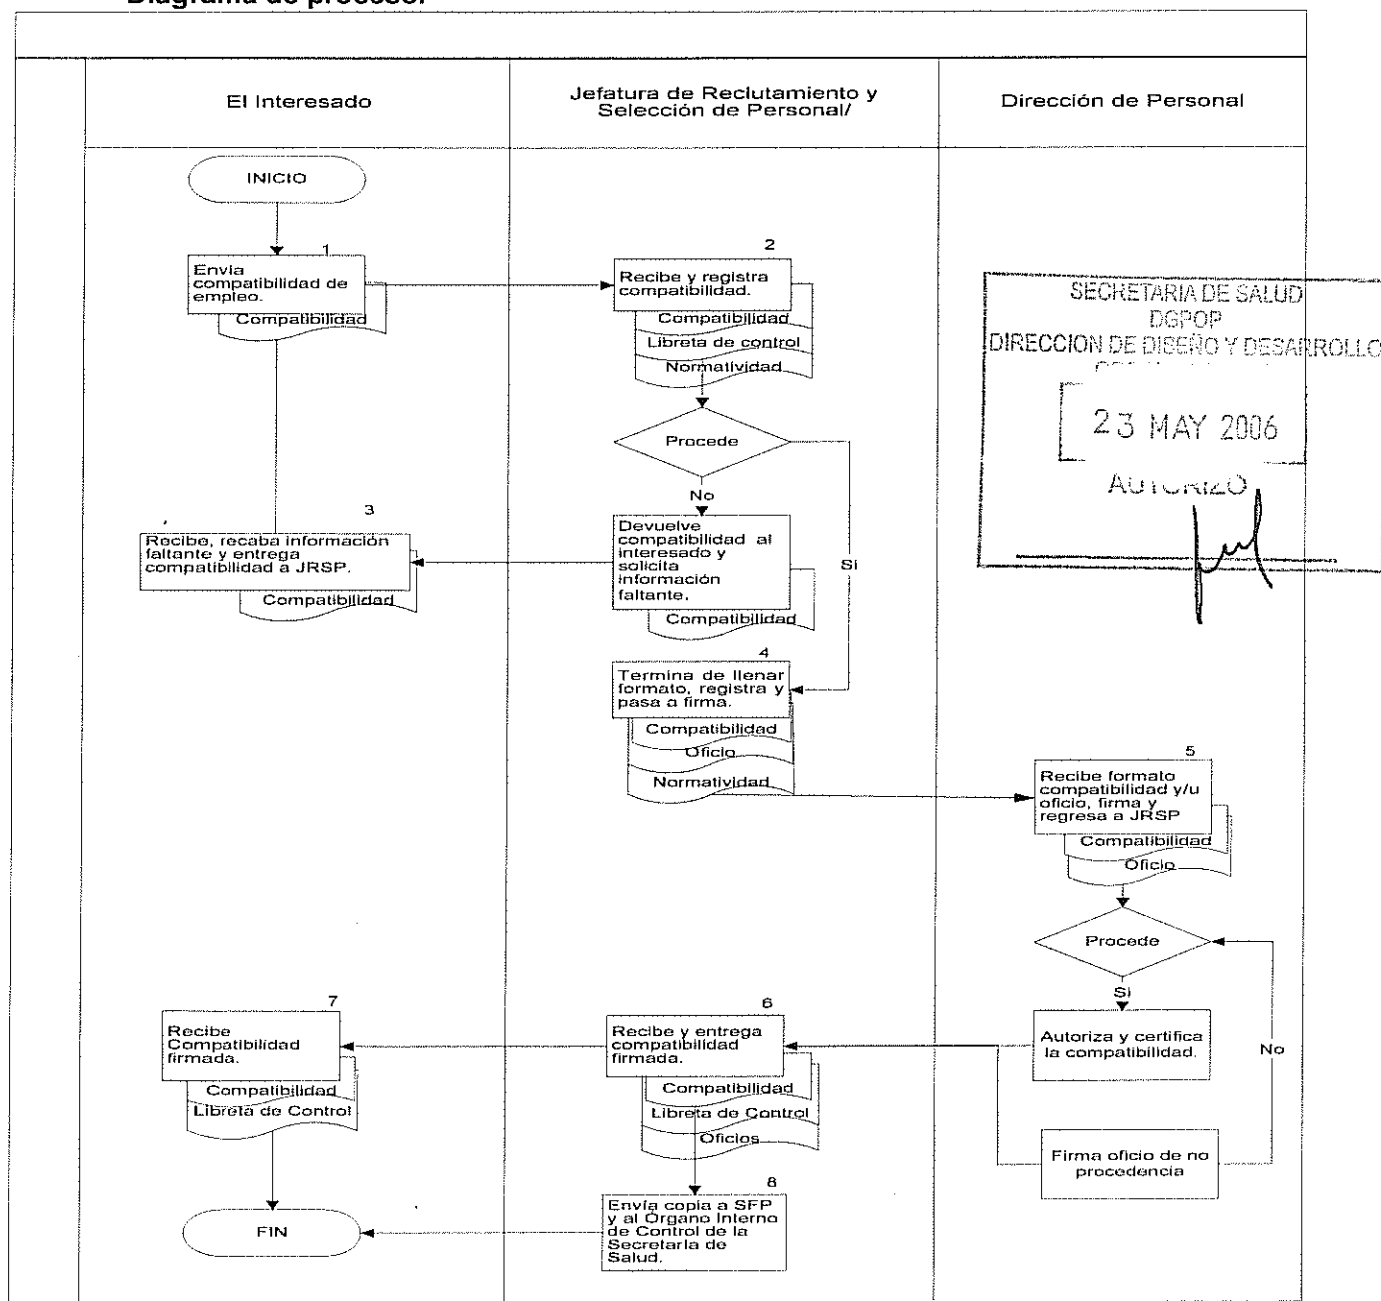 Diagrama de proceso.
El Interesado
Jefatura de Reclutamiento y
Selección de Personal/
Dirección de Personal
INICIO
1
Envía
compatibilidad de
empleo.
Compatibilidad
2
Recibe y registra
compatibilidad.
Compatibilidad
Libreta de control
Normatividad
SECRETARIA DE SALUD
DGPOP
DIRECCION DE DISEÑO Y DESARROLLO
23 MAY 2006
AUTORIZO
Procede
No
Si
3
Recibe, recaba información
faltante y entrega
compatibilidad a JRSP.
Compatibilidad
Devuelve
compatibilidad al
interesado y
solicita
información
faltante.
Compatibilidad
4
Termina de llenar
formato, registra y
pasa a firma.
Compatibilidad
Oficio
Normatividad
5
Recibe formato
compatibilidad y/u
oficio, firma y
regresa a JRSP
Compatibilidad
Oficio
Procede
Si
No
Autoriza y certifica
la compatibilidad.
Firma oficio de no
procedencia
6
Recibe y entrega
compatibilidad
firmada.
Compatibilidad
Libreta de Control
Oficios
7
Recibe
Compatibilidad
firmada.
Compatibilidad
Libreta de Control
8
Envía copia a SFP
y al Órgano Interno
de Control de la
Secretaría de
Salud.
FIN